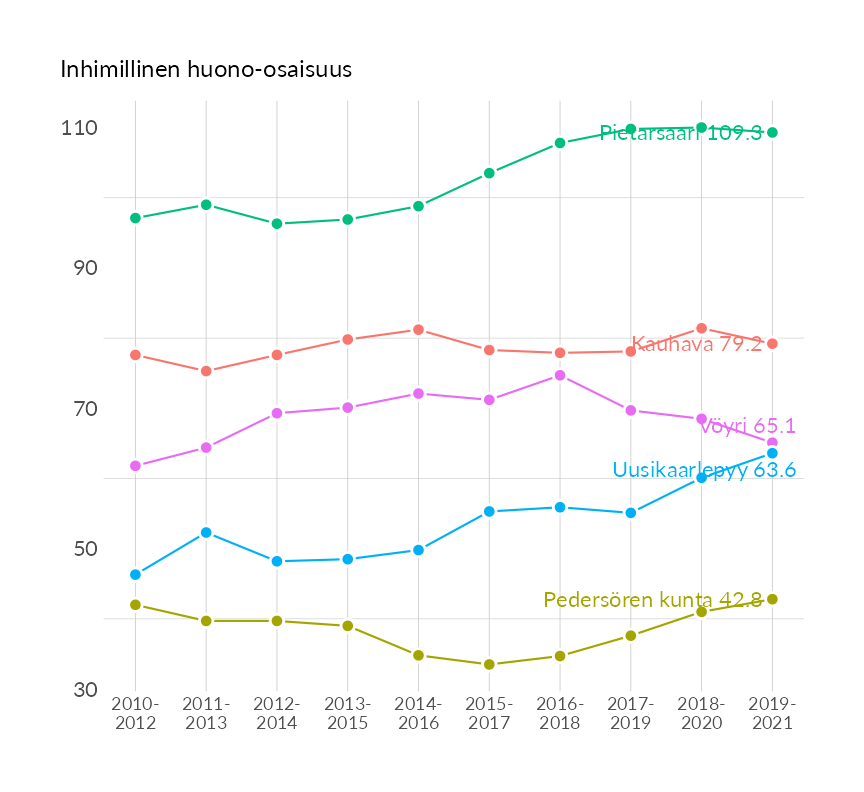 Inhimillinen huono-osaisuus
110
90
70
50
30
Pietarsaari 109.3
Kauhava 79.2
Vöyri 65.1
Uusikaarlepyy 63.6
Pedersören kunta 42.8
2010- 2011- 2012- 2013- 2014- 2015- 2016- 2017- 2018- 2019-
2012 2013 2014 2015 2016 2017 2018 2019 2020 2021